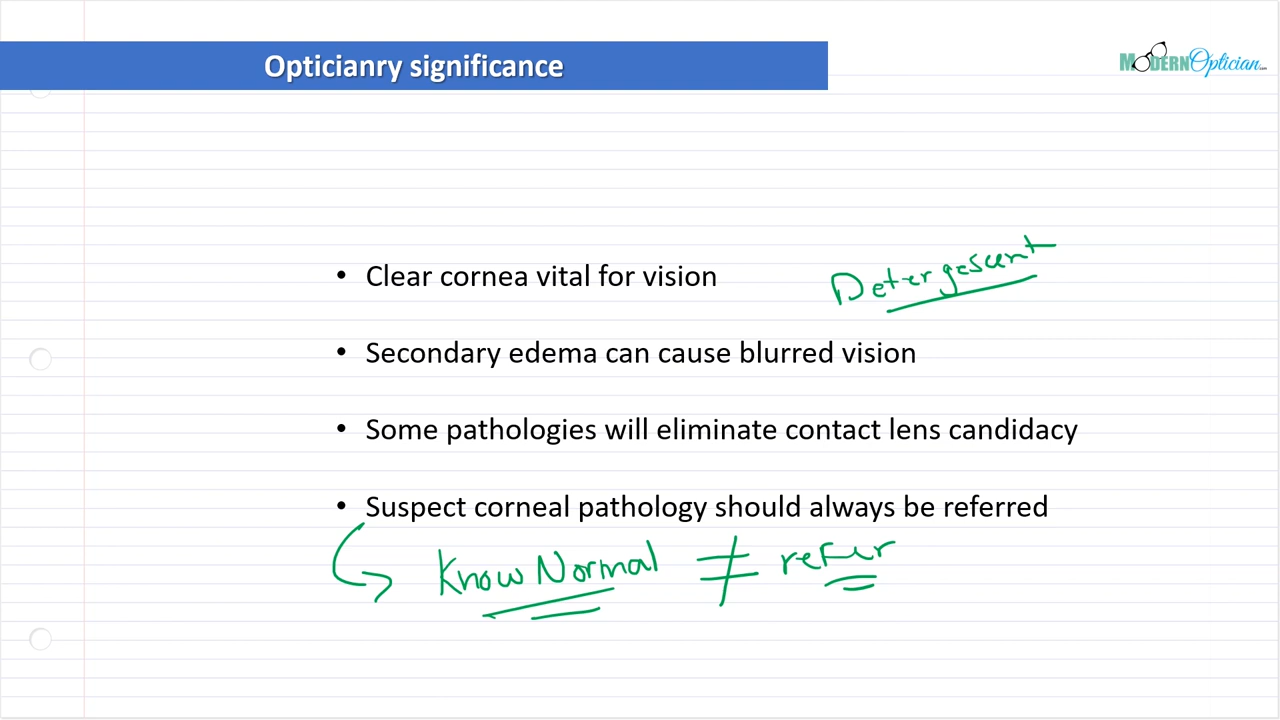 Opticianry significance
MODERNOptician.com
• Clear cornea vital for vision
Detergescent
• Secondary edema can cause blurred vision
• Some pathologies will eliminate contact lens candidacy
• Suspect corneal pathology should always be referred
Know Normal ≠ refer